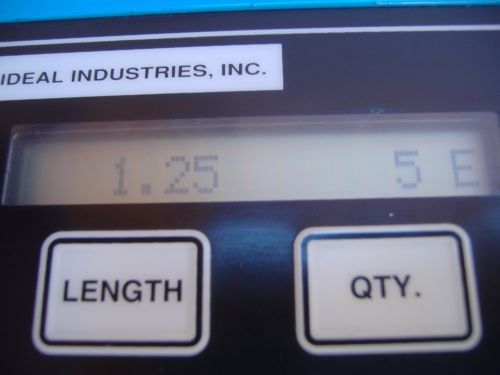 IDEAL INDUSTRIES, INC.
1.25 5 E
LENGTH QTY.